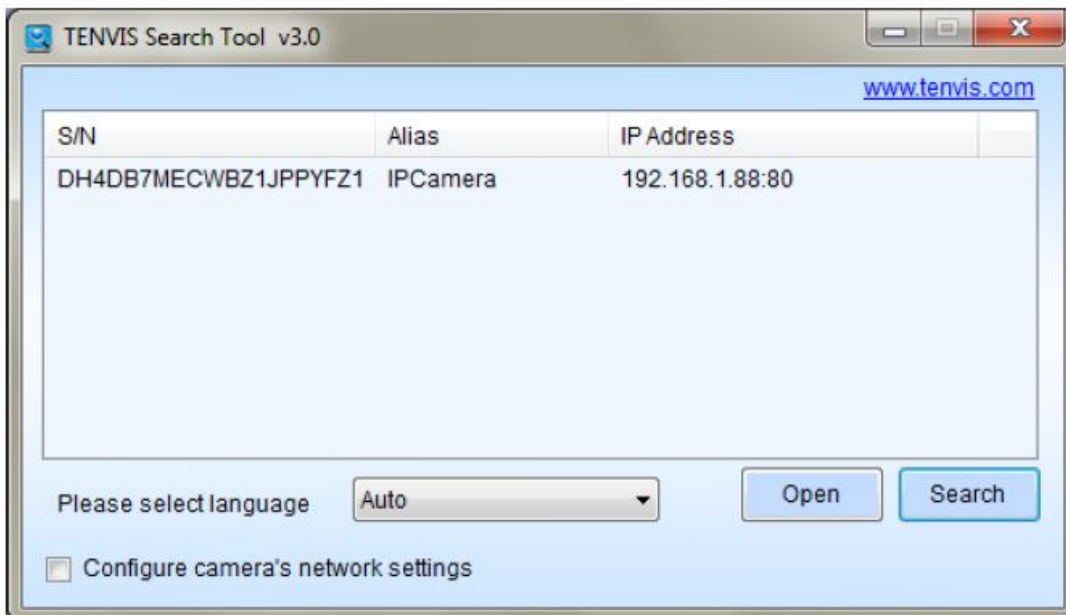 TENVIS Search Tool v3.0
www.tenvis.com
S/N Alias IP Address
DH4DB7MECWBZ1JPPYFZ1 IPCamera 192.168.1.88:80
Please select language Auto Open Search
Configure camera's network settings